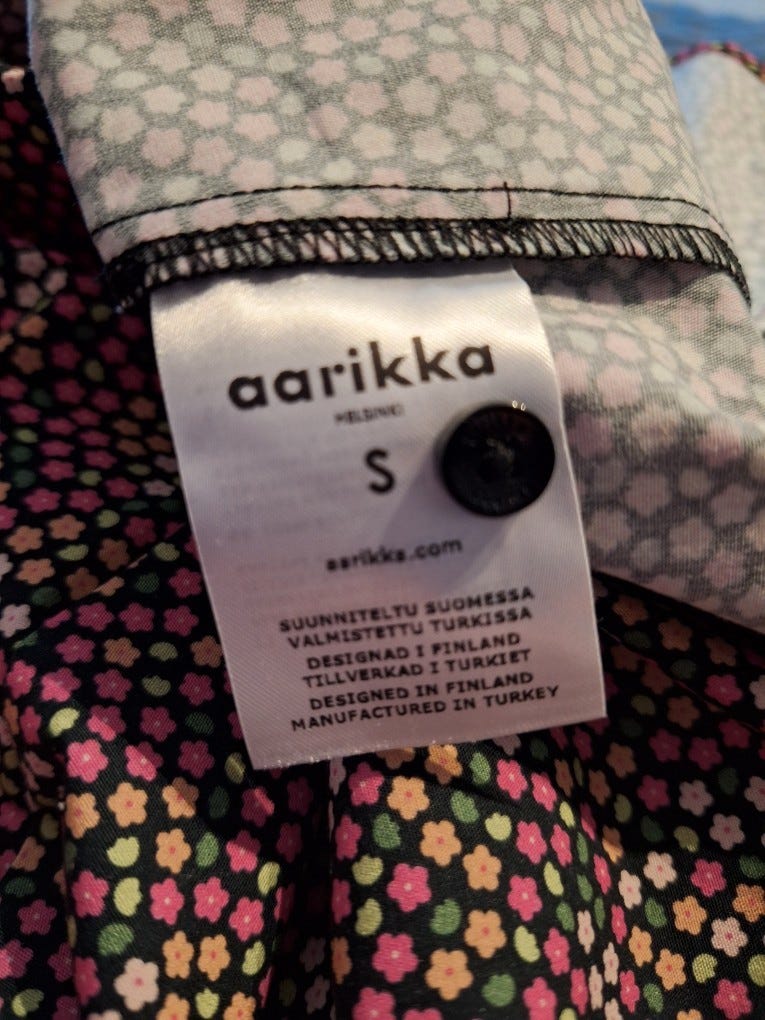 aarikka
HELSINKI
S
aarikka.com
SUUNNITELTU SUOMESSA
VALMISTETTU TURKISSA
DESIGNAD I FINLAND
TILLVERKAD I TURKIET
DESIGNED IN FINLAND
MANUFACTURED IN TURKEY